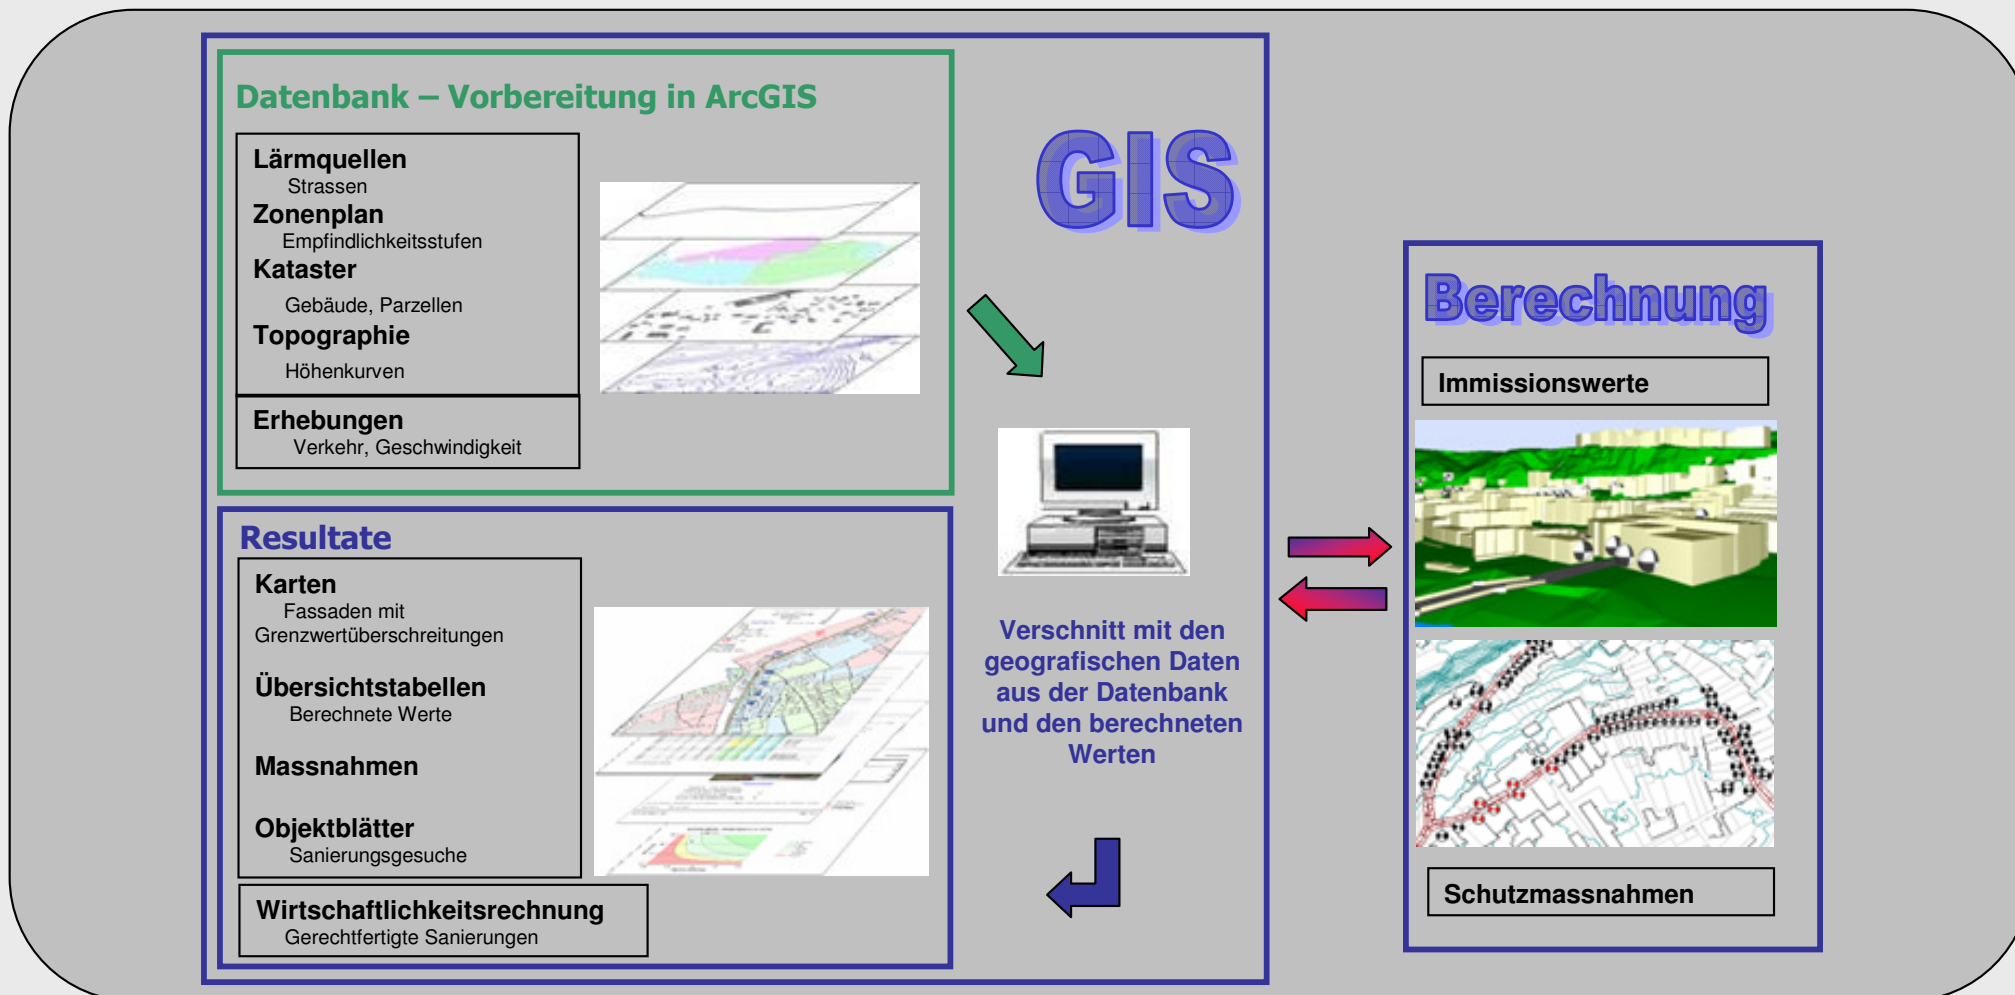 Datenbank – Vorbereitung in ArcGIS
Lärmquellen
Strassen
Zonenplan
Empfindlichkeitsstufen
Kataster
Gebäude, Parzellen
Topographie
Höhenkurven
Erhebungen
Verkehr, Geschwindigkeit
GIS
Resultate
Karten
Fassaden mit
Grenzwertüberschreitungen
Übersichtstabellen
Berechnete Werte
Massnahmen
Objektblätter
Sanierungsgesuche
Wirtschaftlichkeitsrechnung
Gerechtfertigte Sanierungen
Verschnitt mit den
geografischen Daten
aus der Datenbank
und den berechneten
Werten
Berechnung
Immissionswerte
Schutzmassnahmen